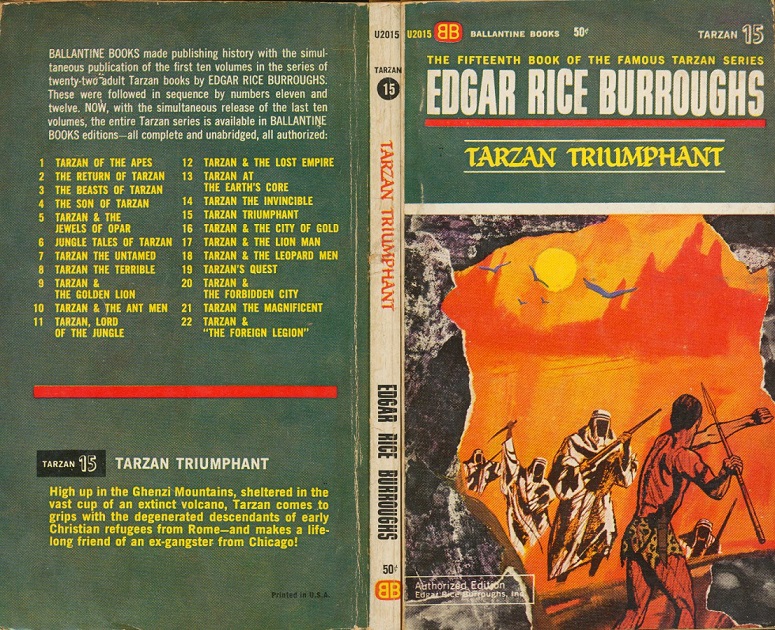 BALLANTINE BOOKS made publishing history with the simul-
taneous publication of the first ten volumes in the series of
twenty-two adult Tarzan books by EDGAR RICE BURROUGHS.
These were followed in sequence by numbers eleven and
twelve. NOW, with the simultaneous release of the last ten
volumes, the entire Tarzan series is available in BALLANTINE
BOOKS editions—all complete and unabridged, all authorized:
1 TARZAN OF THE APES
2 THE RETURN OF TARZAN
3 THE BEASTS OF TARZAN
4 THE SON OF TARZAN
5 TARZAN & THE
JEWELS OF OPAR
6 JUNGLE TALES OF TARZAN
7 TARZAN THE UNTAMED
8 TARZAN THE TERRIBLE
9 TARZAN &
THE GOLDEN LION
10 TARZAN & THE ANT MEN
11 TARZAN, LORD
OF THE JUNGLE
12 TARZAN & THE LOST EMPIRE
13 TARZAN AT
THE EARTH'S CORE
14 TARZAN THE INVINCIBLE
15 TARZAN TRIUMPHANT
16 TARZAN & THE CITY OF GOLD
17 TARZAN & THE LION MAN
18 TARZAN & THE LEOPARD MEN
19 TARZAN'S QUEST
20 TARZAN &
THE FORBIDDEN CITY
21 TARZAN THE MAGNIFICENT
22 TARZAN &
"THE FOREIGN LEGION"
TARZAN 15 TARZAN TRIUMPHANT
High up in the Ghenzi Mountains, sheltered in the
vast cup of an extinct volcano, Tarzan comes to
grips with the degenerated descendants of early
Christian refugees from Rome—and makes a life-
long friend of an ex-gangster from Chicago!
Printed in U.S.A.
U2015
TARZAN
15
TARZAN TRIUMPHANT
EDGAR RICE BURROUGHS
50¢
BB
U2015 BB BALLANTINE BOOKS 50¢ TARZAN 15
THE FIFTEENTH BOOK OF THE FAMOUS TARZAN SERIES
EDGAR RICE BURROUGHS
TARZAN TRIUMPHANT
Authorized Edition
Edgar Rice Burroughs, Inc.